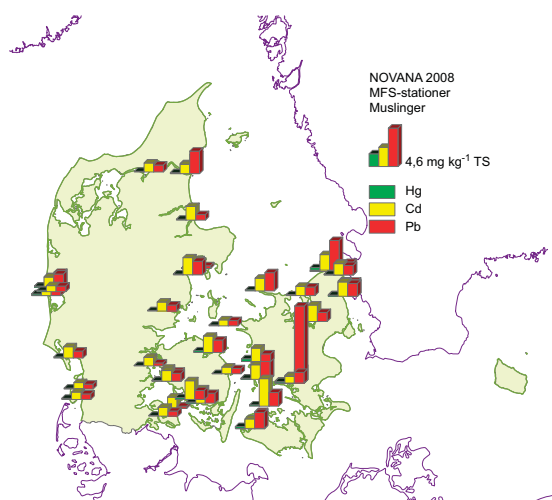 NOVANA 2008
MFS-stationer
Muslinger
4,6 mg kg⁻¹ TS
Hg
Cd
Pb